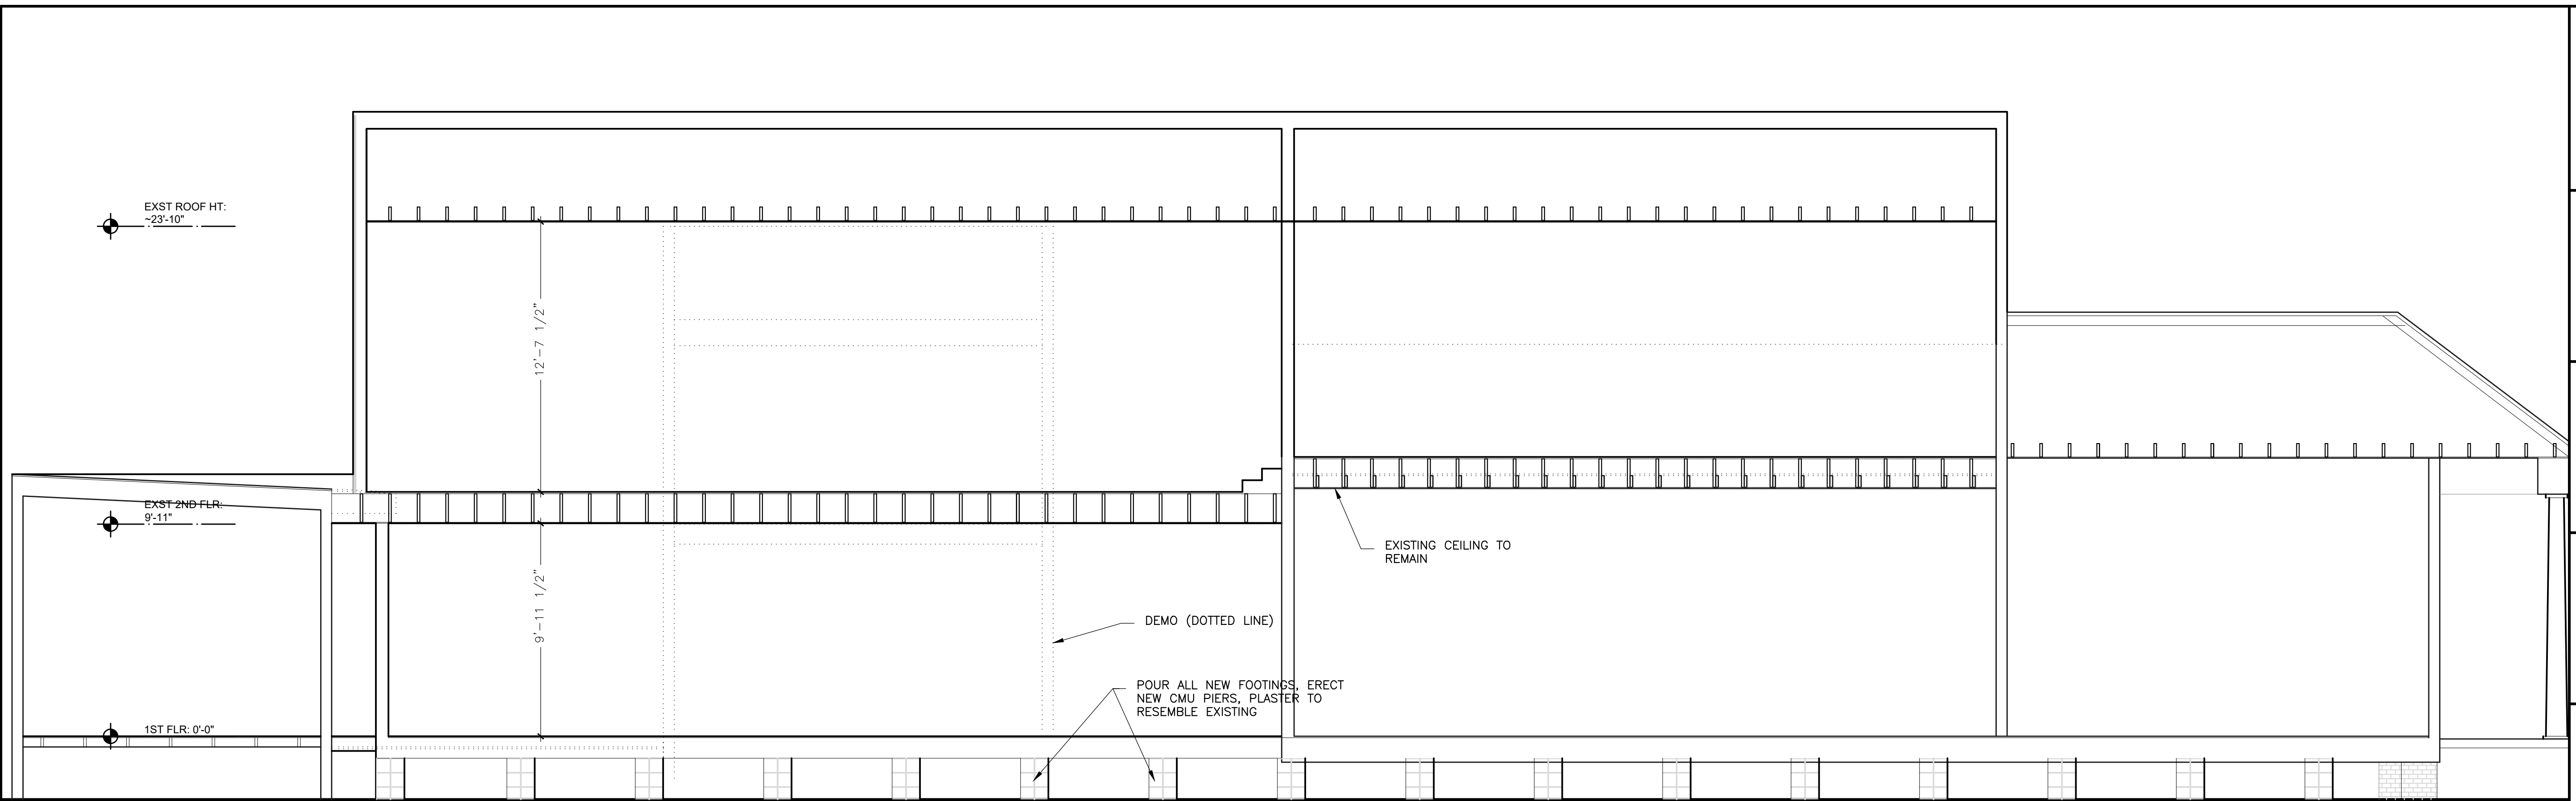 EXST ROOF HT:
~23'-10"
12'-7 1/2"
EXST 2ND FLR:
9'-11"
EXISTING CEILING TO
REMAIN
9'-11 1/2"
DEMO (DOTTED LINE)
POUR ALL NEW FOOTINGS, ERECT
NEW CMU PIERS, PLASTER TO
RESEMBLE EXISTING
1ST FLR: 0'-0"